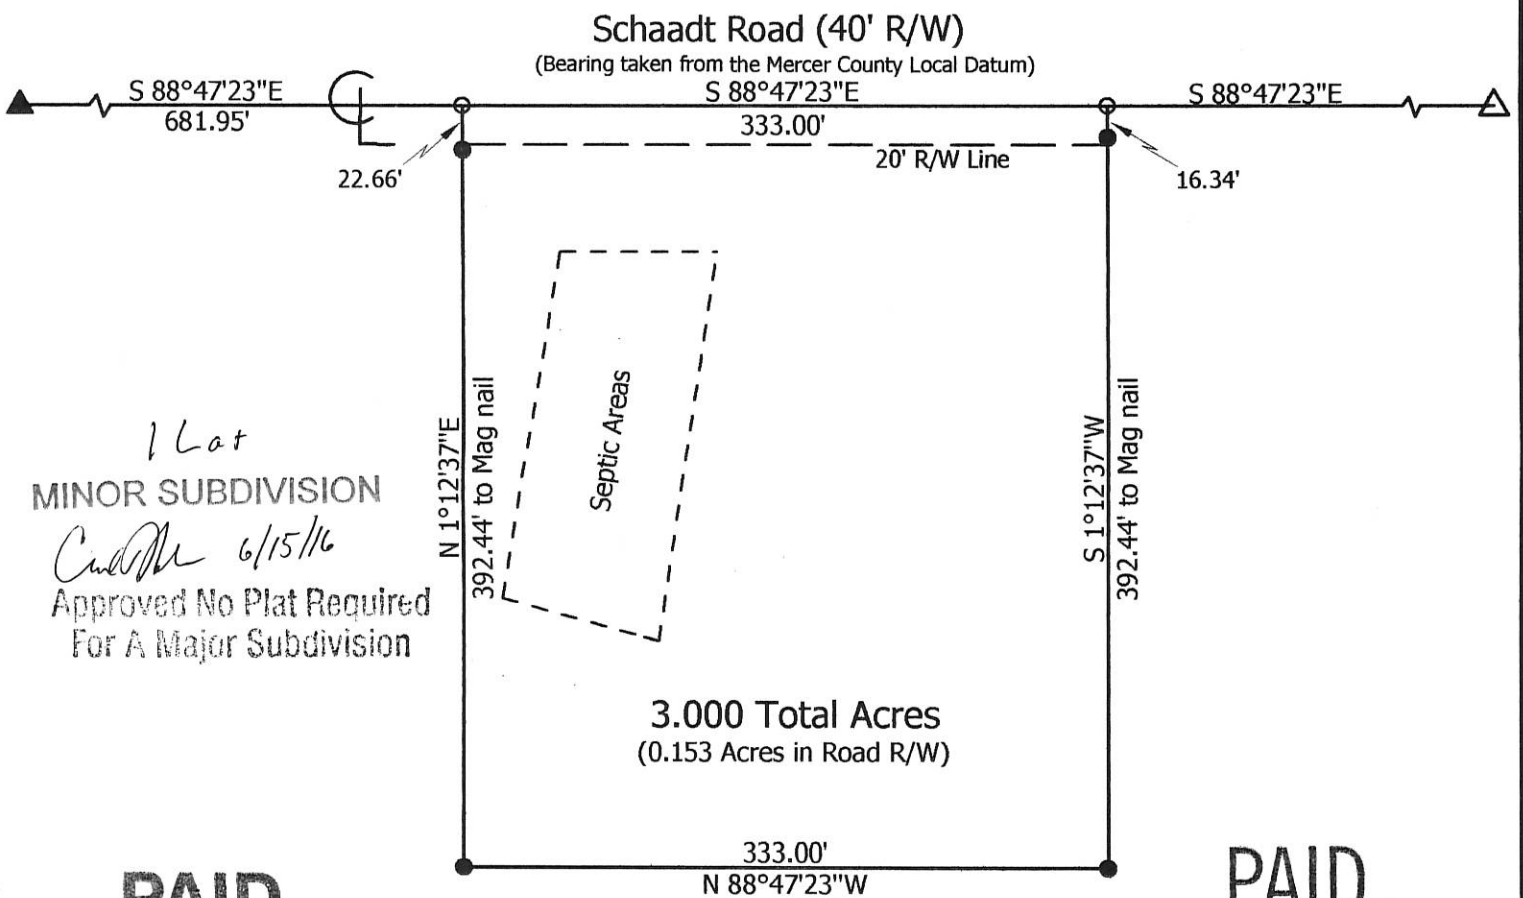 Schaadt Road (40' R/W)
(Bearing taken from the Mercer County Local Datum)
S 88°47'23"E
681.95'
S 88°47'23"E
333.00'
S 88°47'23"E
CL
22.66'
20' R/W Line
16.34'
Septic Areas
N 1°12'37"E
392.44' to Mag nail
S 1°12'37"W
392.44' to Mag nail
1 Lot
MINOR SUBDIVISION
6/15/16
Approved No Plat Required
For A Major Subdivision
3.000 Total Acres
(0.153 Acres in Road R/W)
333.00'
N 88°47'23"W
PAID
PAID